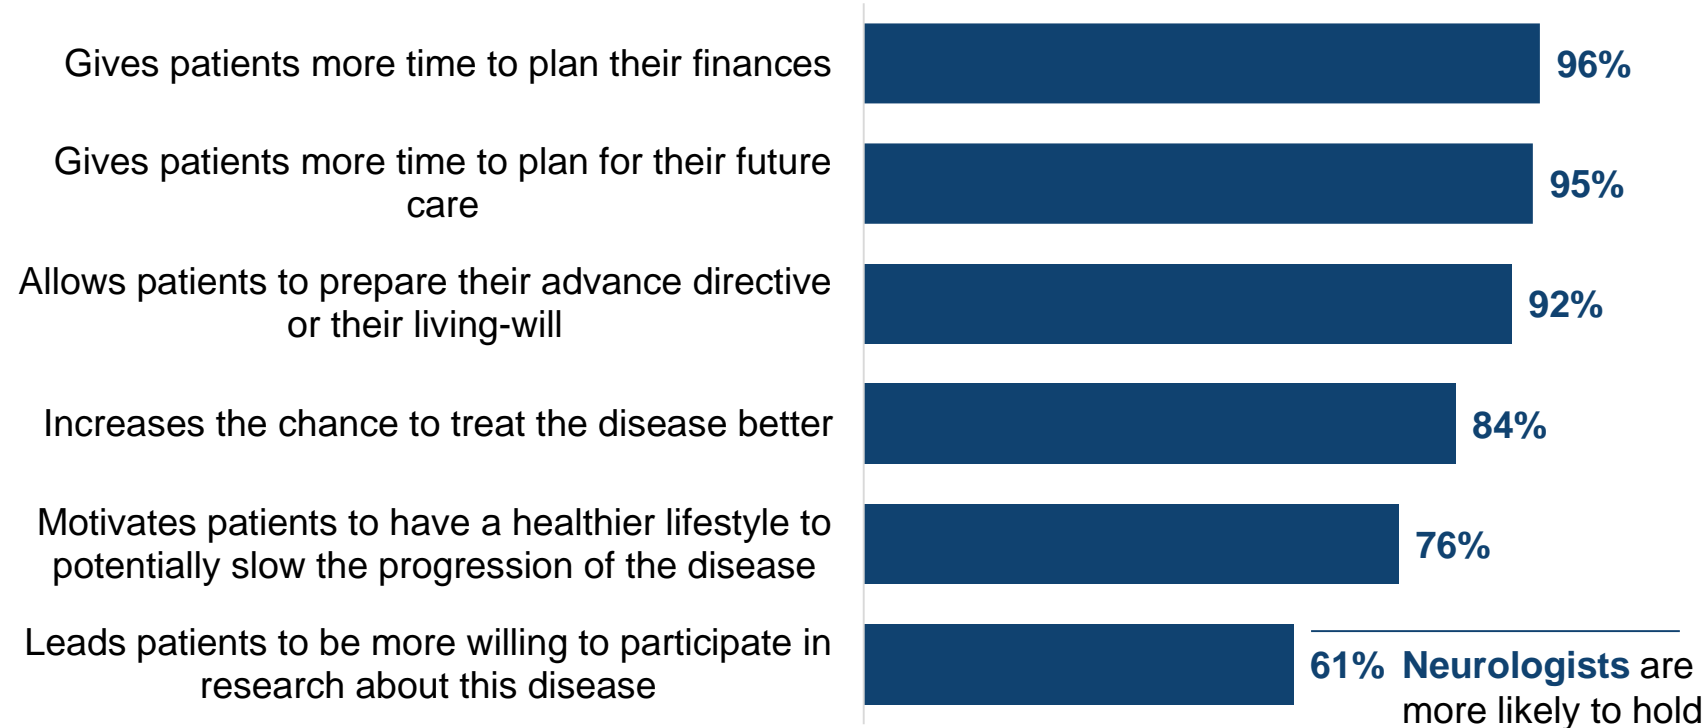 Gives patients more time to plan their finances
96%
Gives patients more time to plan for their future
care
95%
Allows patients to prepare their advance directive
or their living-will
92%
Increases the chance to treat the disease better
84%
Motivates patients to have a healthier lifestyle to
potentially slow the progression of the disease
76%
Leads patients to be more willing to participate in
research about this disease
61% Neurologists are
more likely to hold